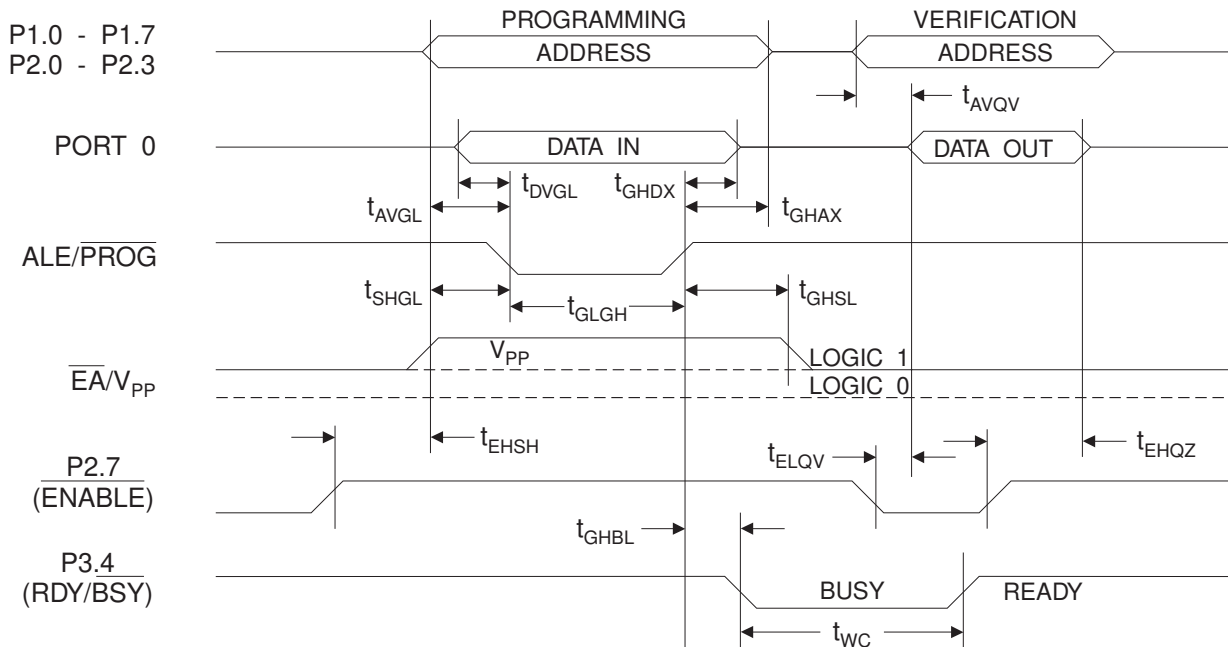 PROGRAMMING VERIFICATION
P1.0 - P1.7
P2.0 - P2.3
ADDRESS ADDRESS
tAVQV
PORT 0 DATA IN DATA OUT
tDVGL tGHDX
tAVGL tGHAX
ALE/PROG
tSHGL tGLGH tGHSL
VPP LOGIC 1
EA/VPP
LOGIC 0
tEHSH tELQV tEHQZ
P2.7
(ENABLE)
tGHBL
P3.4
(RDY/BSY)
BUSY READY
tWC